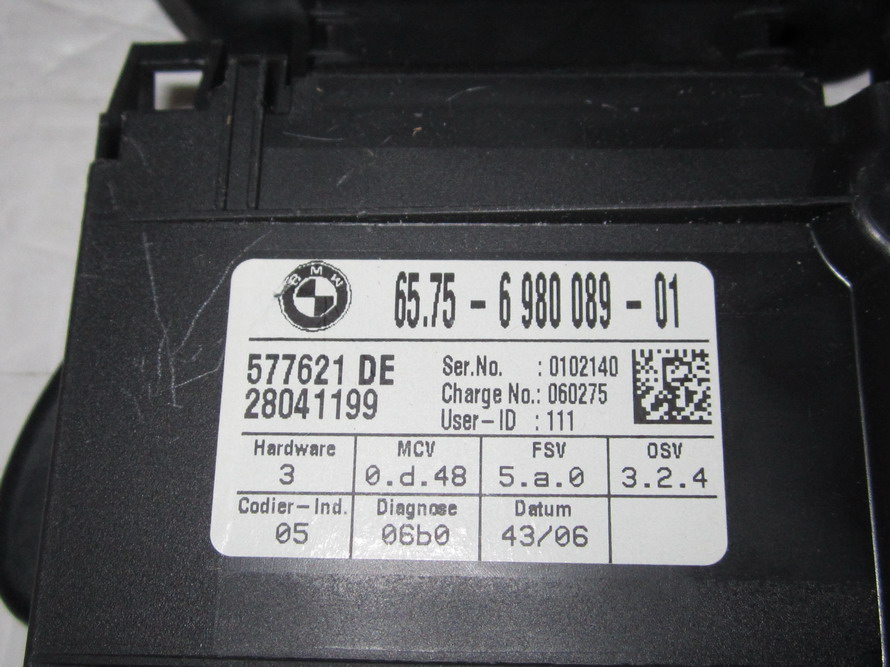 BMW
65.75 - 6 980 089 - 01
577621 DE
28041199
Ser.No. : 0102140
Charge No.: 060275
User-ID : 111
Hardware MCV FSV OSV
3 0.d.48 5.a.0 3.2.4
Codier-Ind. Diagnose Datum
05 06b0 43/06